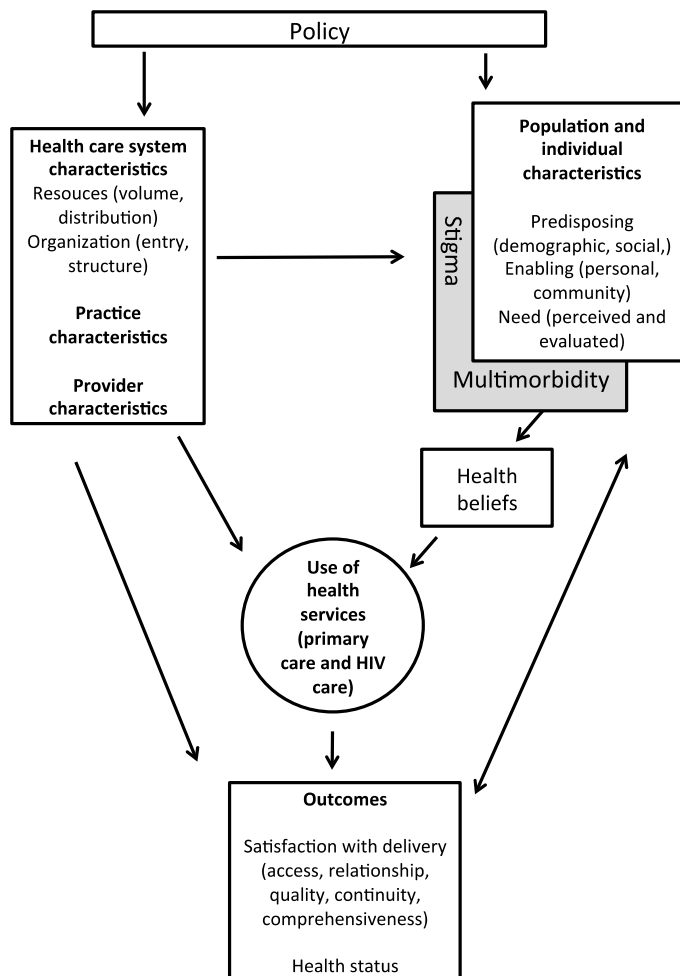 Policy
Health care system
characteristics
Resouces (volume,
distribution)
Organization (entry,
structure)
Practice
characteristics
Provider
characteristics
Population and
individual
characteristics
Predisposing
(demographic, social,)
Enabling (personal,
community)
Need (perceived and
evaluated)
Stigma
Multimorbidity
Health
beliefs
Use of
health
services
(primary
care and HIV
care)
Outcomes
Satisfaction with delivery
(access, relationship,
quality, continuity,
comprehensiveness)
Health status